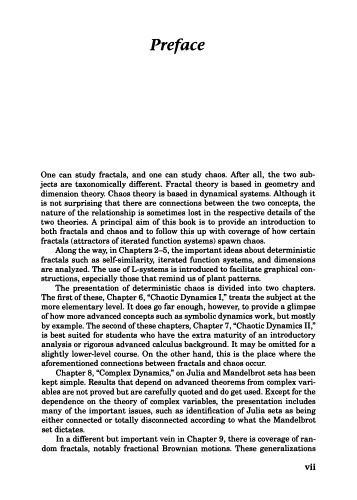 Preface
One can study fractals, and one can study chaos. After all, the two sub-
jects are taxonomically different. Fractal theory is based in geometry and
dimension theory. Chaos theory is based in dynamical systems. Although it
is not surprising that there are connections between the two concepts, the
nature of the relationship is sometimes lost in the respective details of the
two theories. A principal aim of this book is to provide an introduction to
both fractals and chaos and to follow this up with coverage of how certain
fractals (attractors of iterated function systems) spawn chaos.
Along the way, in Chapters 2–5, the important ideas about deterministic
fractals such as self-similarity, iterated function systems, and dimensions
are analyzed. The use of L-systems is introduced to facilitate graphical con-
structions, especially those that remind us of plant patterns.
The presentation of deterministic chaos is divided into two chapters.
The first of these, Chapter 6, “Chaotic Dynamics I,” treats the subject at the
more elementary level. It does go far enough, however, to provide a glimpse
of how more advanced concepts such as symbolic dynamics work, but mostly
by example. The second of these chapters, Chapter 7, “Chaotic Dynamics II,”
is best suited for students who have the extra maturity of an introductory
analysis or rigorous advanced calculus background. It may be omitted for a
slightly lower-level course. On the other hand, this is the place where the
aforementioned connections between fractals and chaos occur.
Chapter 8, “Complex Dynamics,” on Julia and Mandelbrot sets has been
kept simple. Results that depend on advanced theorems from complex vari-
ables are not proved but are carefully quoted and do get used. Except for the
dependence on the theory of complex variables, the presentation includes
many of the important issues, such as identification of Julia sets as being
either connected or totally disconnected according to what the Mandelbrot
set dictates.
In a different but important vein in Chapter 9, there is coverage of ran-
dom fractals, notably fractional Brownian motions. These generalizations
vii